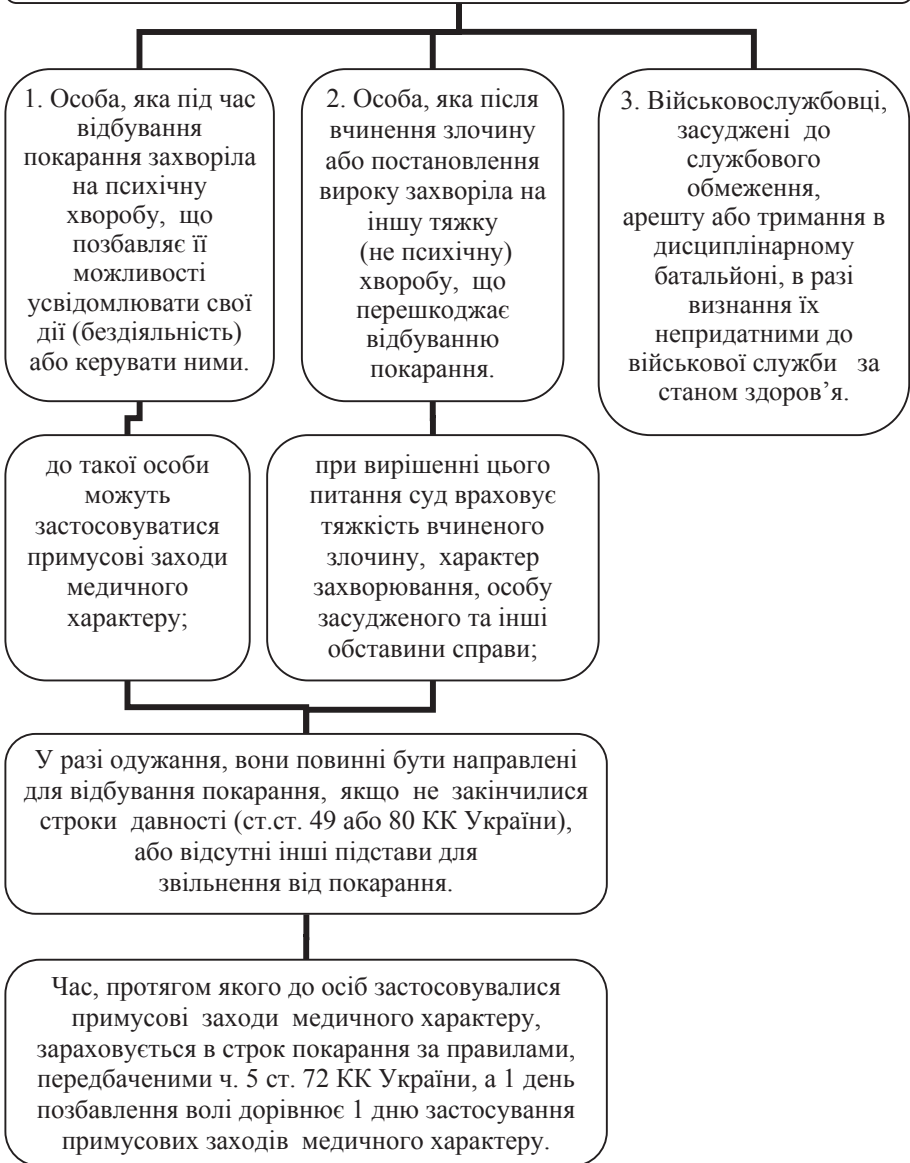 1. Особа, яка під час
відбування
покарання захворіла
на психічну
хворобу, що
позбавляє її
можливості
усвідомлювати свої
дії (бездіяльність)
або керувати ними.
2. Особа, яка після
вчинення злочину
або постановлення
вироку захворіла на
іншу тяжку
(не психічну)
хворобу, що
перешкоджає
відбуванню
покарання.
3. Військовослужбовці,
засуджені до
службового
обмеження,
арешту або тримання в
дисциплінарному
батальйоні, в разі
визнання їх
непридатними до
військової служби за
станом здоров’я.
до такої особи
можуть
застосовуватися
примусові заходи
медичного
характеру;
при вирішенні цього
питання суд враховує
тяжкість вчиненого
злочину, характер
захворювання, особу
засудженого та інші
обставини справи;
У разі одужання, вони повинні бути направлені
для відбування покарання, якщо не закінчилися
строки давності (ст.ст. 49 або 80 КК України),
або відсутні інші підстави для
звільнення від покарання.
Час, протягом якого до осіб застосовувалися
примусові заходи медичного характеру,
зараховується в строк покарання за правилами,
передбаченими ч. 5 ст. 72 КК України, а 1 день
позбавлення волі дорівнює 1 дню застосування
примусових заходів медичного характеру.